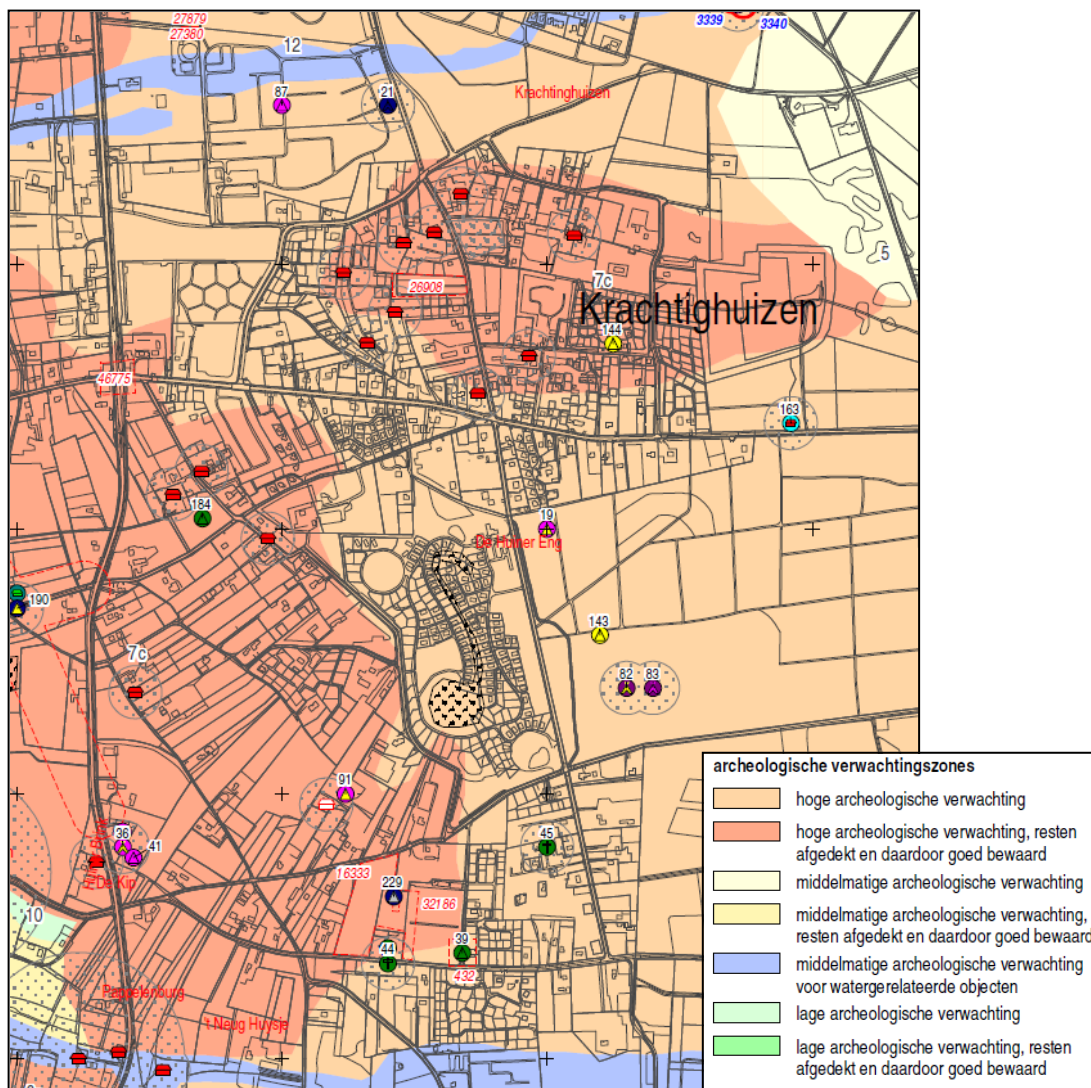 27879
27380
12
3339
3340
87
21
Krachtinghuizen
5
26908
7c
Krachtighuizen
144
46775
163
184
19
De Huiner Eng
190
143
7c
82
83
91
36
41
De Kip
45
16333
229
32186
10
44
39
432
Pappelenburg
't Neug Huysje
archeologische verwachtingszones
hoge archeologische verwachting
hoge archeologische verwachting, resten
afgedekt en daardoor goed bewaard
middelmatige archeologische verwachting
middelmatige archeologische verwachting,
resten afgedekt en daardoor goed bewaard
middelmatige archeologische verwachting
voor watergerelateerde objecten
lage archeologische verwachting
lage archeologische verwachting, resten
afgedekt en daardoor goed bewaard